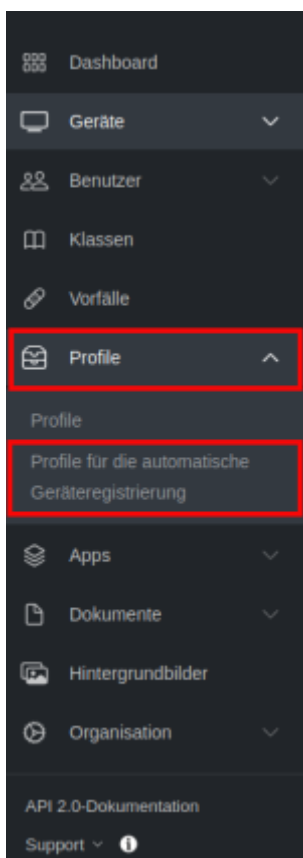 Dashboard
Geräte
Benutzer
Klassen
Vorfälle
Profile
Profile
Profile für die automatische
Geräteregistrierung
Apps
Dokumente
Hintergrundbilder
Organisation
API 2.0-Dokumentation
Support